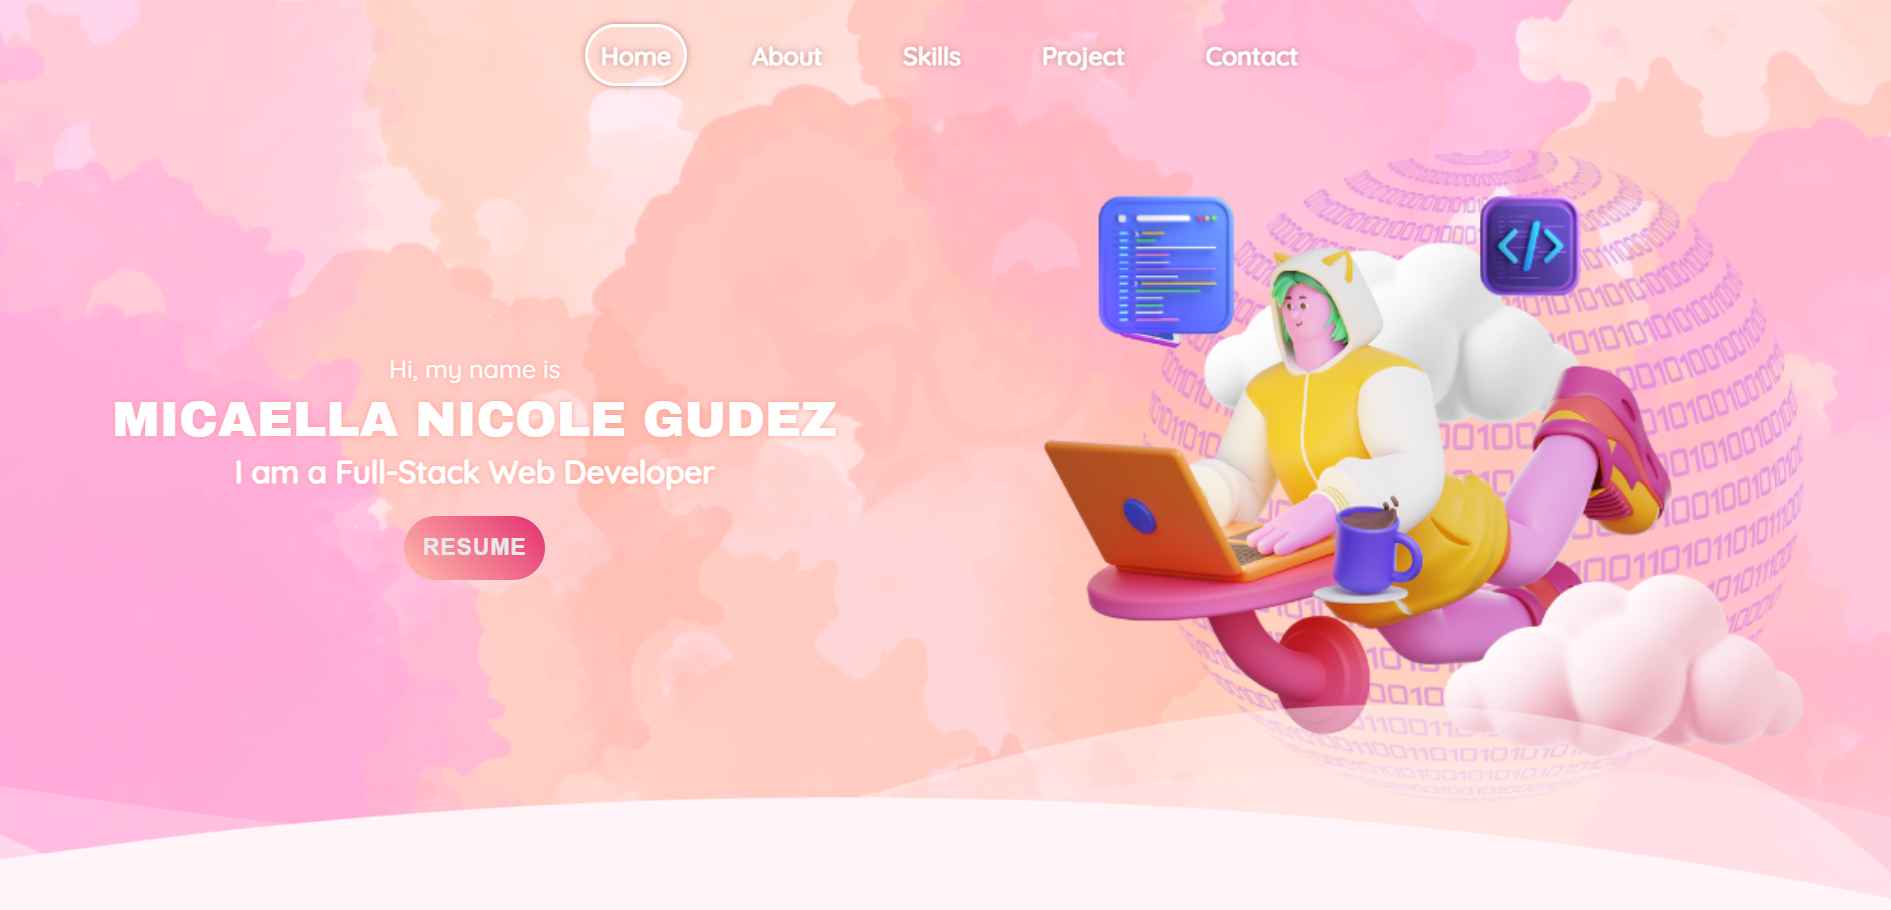 Home About Skills Project Contact
Hi, my name is
MICAELLA NICOLE GUDEZ
I am a Full-Stack Web Developer
RESUME